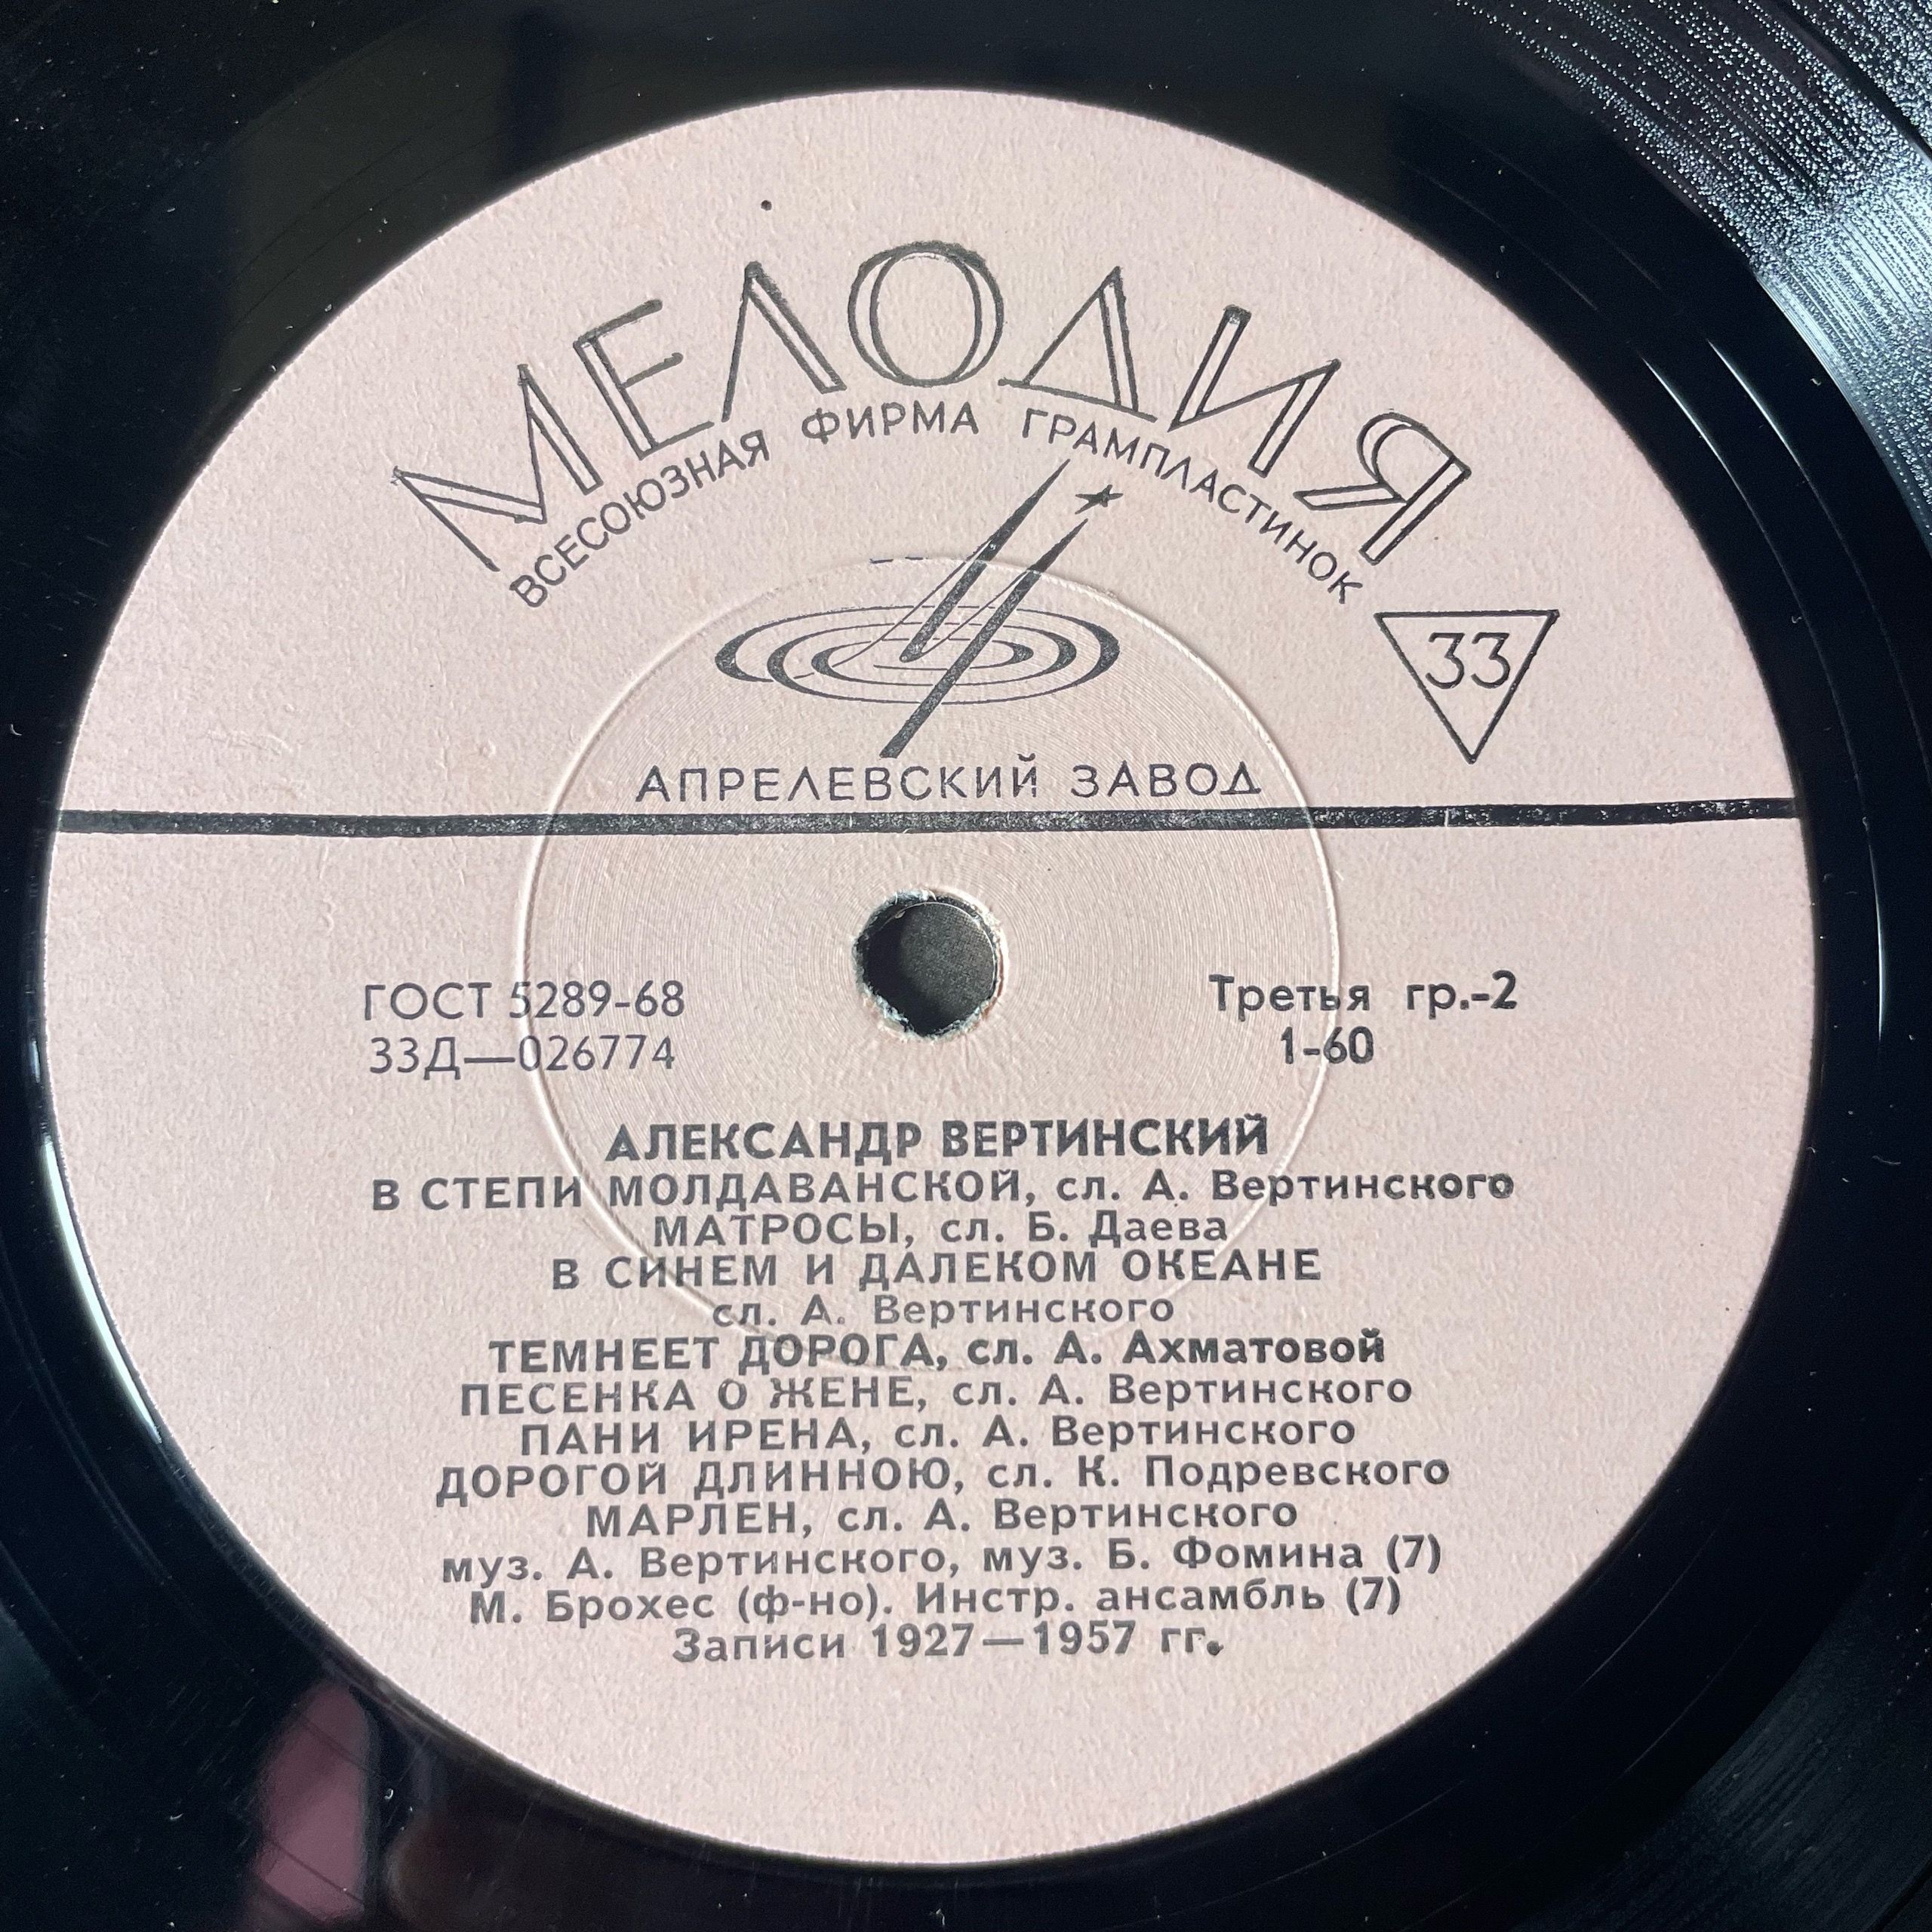 МЕЛОДИЯ
ВСЕСОЮЗНАЯ ФИРМА ГРАМПЛАСТИНОК
33
АПРЕЛЕВСКИЙ ЗАВОД
ГОСТ 5289-68
Третья гр.-2
33Д—026774
1-60
АЛЕКСАНДР ВЕРТИНСКИЙ
В СТЕПИ МОЛДАВАНСКОЙ, сл. А. Вертинского
МАТРОСЫ, сл. Б. Даева
В СИНЕМ И ДАЛЕКОМ ОКЕАНЕ
сл. А. Вертинского
ТЕМНЕЕТ ДОРОГА, сл. А. Ахматовой
ПЕСЕНКА О ЖЕНЕ, сл. А. Вертинского
ПАНИ ИРЕНА, сл. А. Вертинского
ДОРОГОЙ ДЛИННОЮ, сл. К. Подревского
МАРЛЕН, сл. А. Вертинского
муз. А. Вертинского, муз. Б. Фомина (7)
М. Брохес (ф-но). Инстр. ансамбль (7)
Записи 1927—1957 гг.